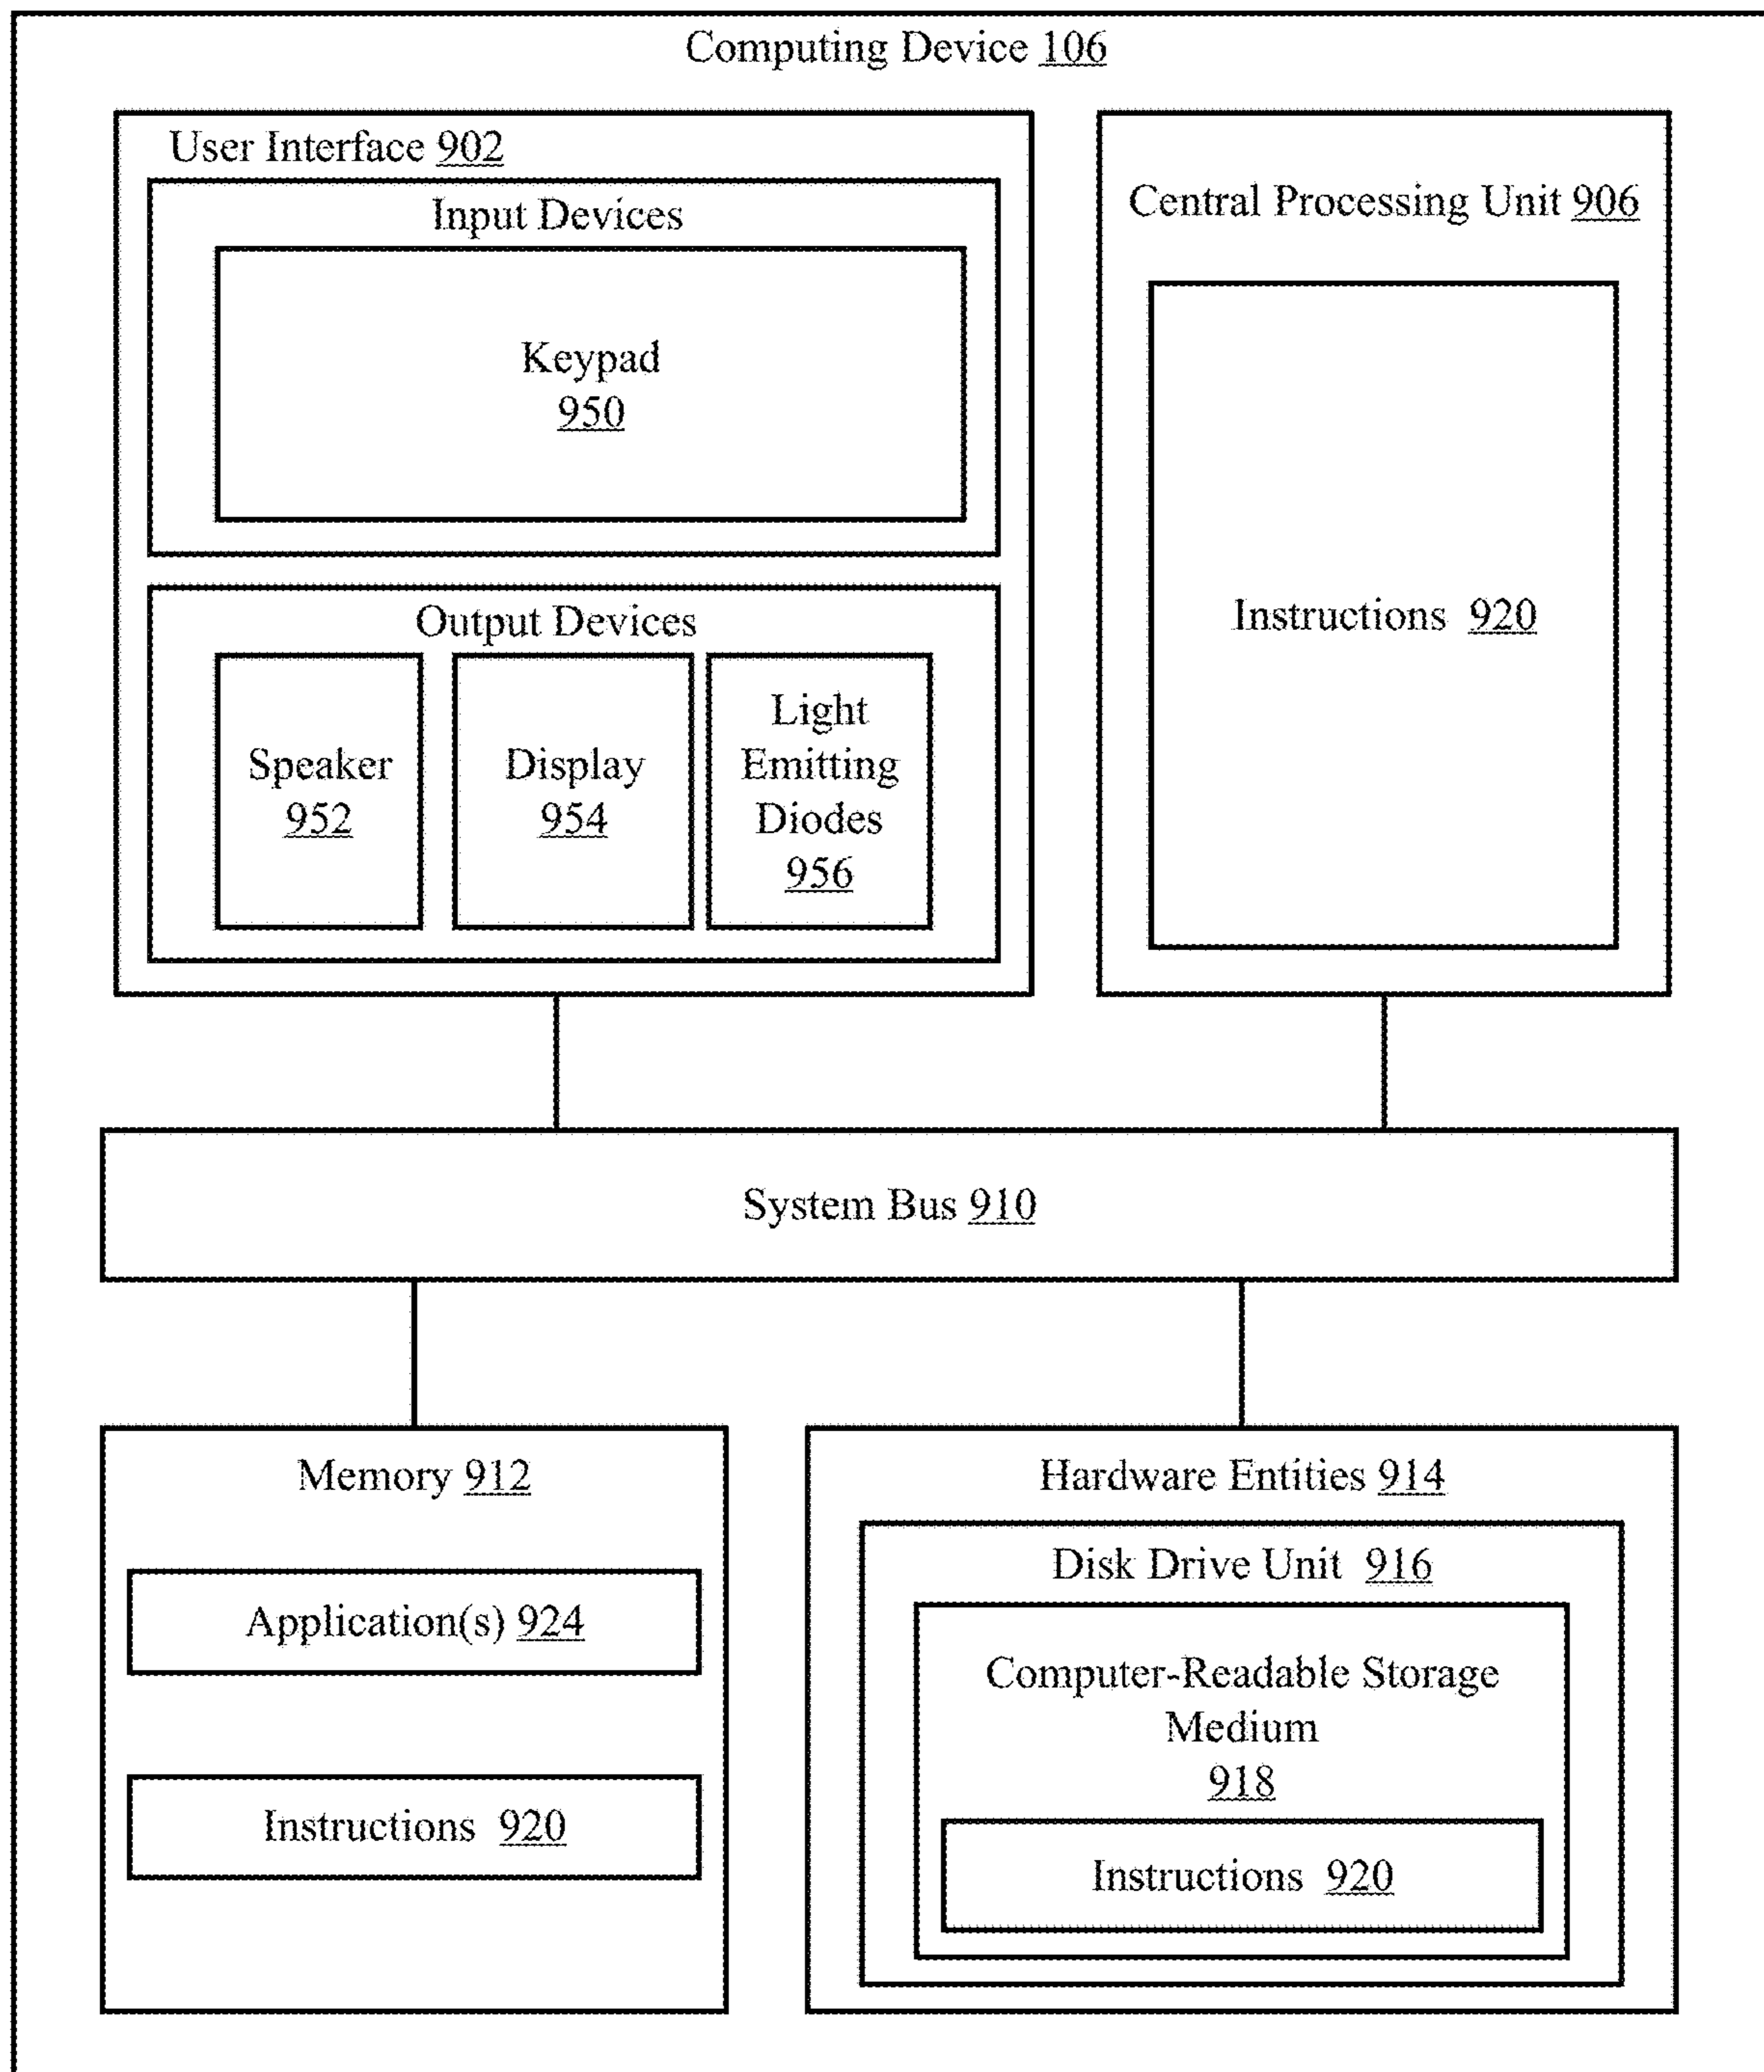 Computing Device 106
User Interface 902
Input Devices
Keypad
950
Output Devices
Speaker
952
Display
954
Light
Emitting
Diodes
956
Central Processing Unit 906
Instructions 920
System Bus 910
Memory 912
Application(s) 924
Instructions 920
Hardware Entities 914
Disk Drive Unit 916
Computer-Readable Storage
Medium
918
Instructions 920